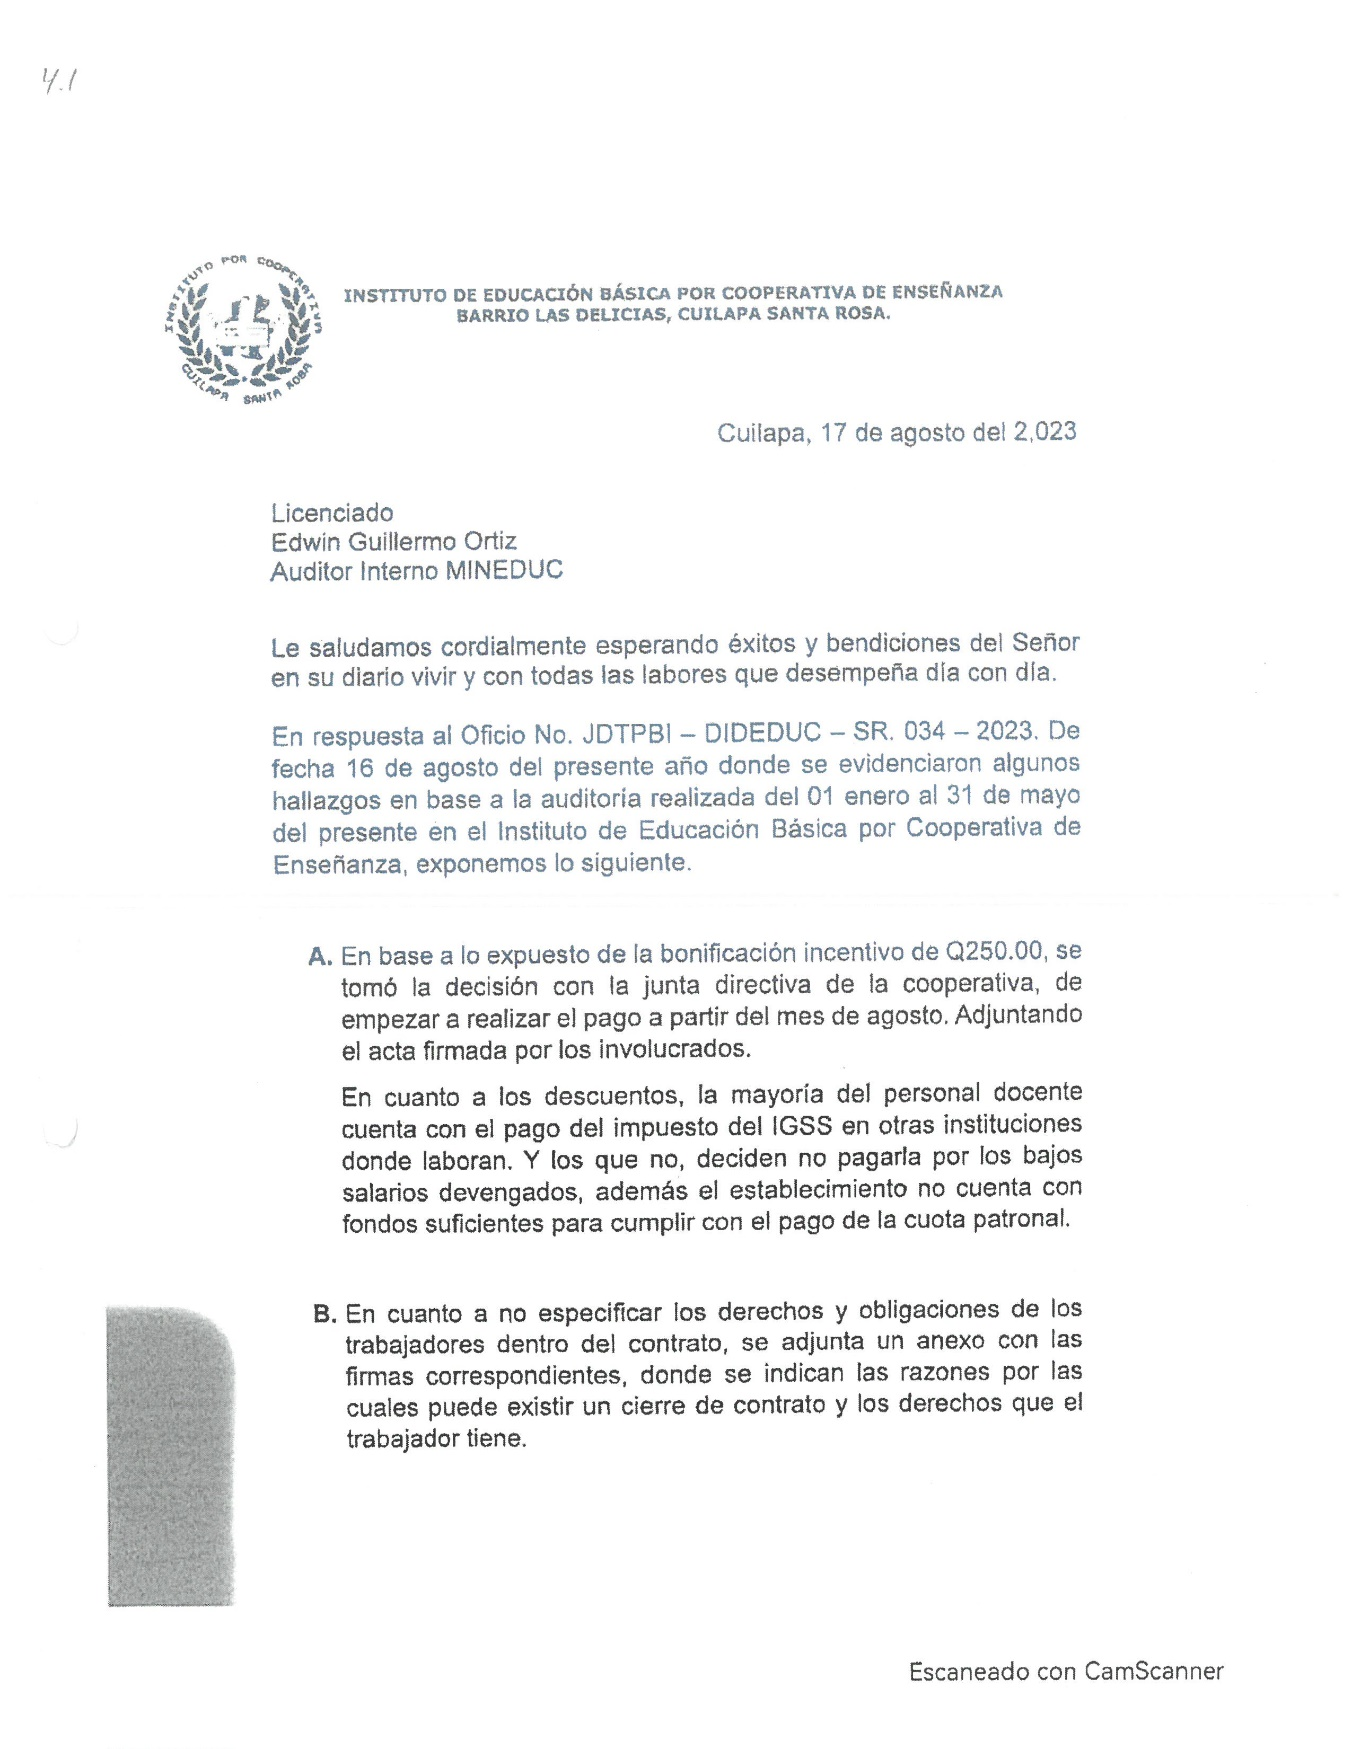 4.1
INSTITUTO POR COOPERATIVA
CUILAPA SANTA ROSA
INSTITUTO DE EDUCACIÓN BÁSICA POR COOPERATIVA DE ENSEÑANZA
BARRIO LAS DELICIAS, CUILAPA SANTA ROSA.
Cuilapa, 17 de agosto del 2,023
Licenciado
Edwin Guillermo Ortiz
Auditor Interno MINEDUC
Le saludamos cordialmente esperando éxitos y bendiciones del Señor
en su diario vivir y con todas las labores que desempeña día con día.
En respuesta al Oficio No. JDTPBI – DIDEDUC – SR. 034 – 2023. De
fecha 16 de agosto del presente año donde se evidenciaron algunos
hallazgos en base a la auditoria realizada del 01 enero al 31 de mayo
del presente en el Instituto de Educación Básica por Cooperativa de
Enseñanza, exponemos lo siguiente.
A. En base a lo expuesto de la bonificación incentivo de Q250.00, se
tomó la decisión con la junta directiva de la cooperativa, de
empezar a realizar el pago a partir del mes de agosto. Adjuntando
el acta firmada por los involucrados.
En cuanto a los descuentos, la mayoría del personal docente
cuenta con el pago del impuesto del IGSS en otras instituciones
donde laboran. Y los que no, deciden no pagarla por los bajos
salarios devengados, además el establecimiento no cuenta con
fondos suficientes para cumplir con el pago de la cuota patronal.
B. En cuanto a no especificar los derechos y obligaciones de los
trabajadores dentro del contrato, se adjunta un anexo con las
firmas correspondientes, donde se indican las razones por las
cuales puede existir un cierre de contrato y los derechos que el
trabajador tiene.
Escaneado con CamScanner